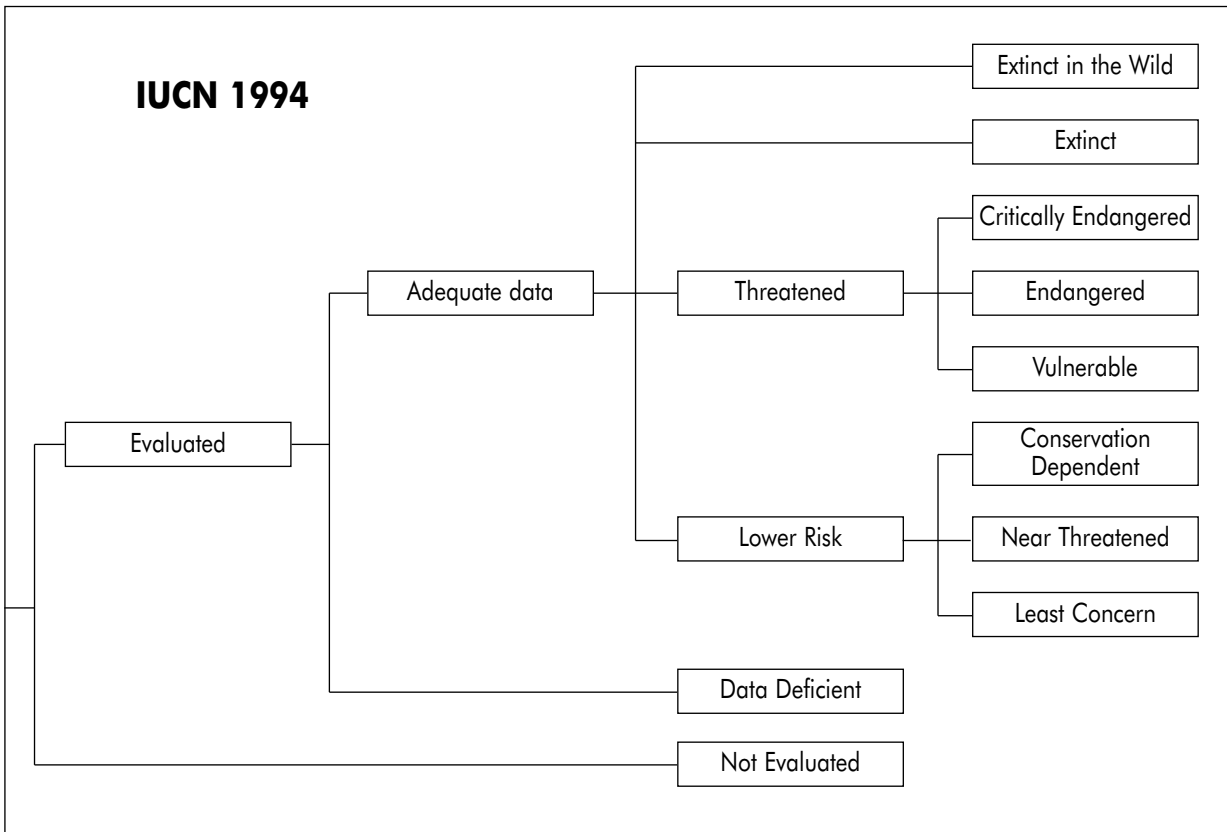 IUCN 1994
Extinct in the Wild
Extinct
Critically Endangered
Adequate data
Threatened
Endangered
Vulnerable
Evaluated
Conservation
Dependent
Lower Risk
Near Threatened
Least Concern
Data Deficient
Not Evaluated